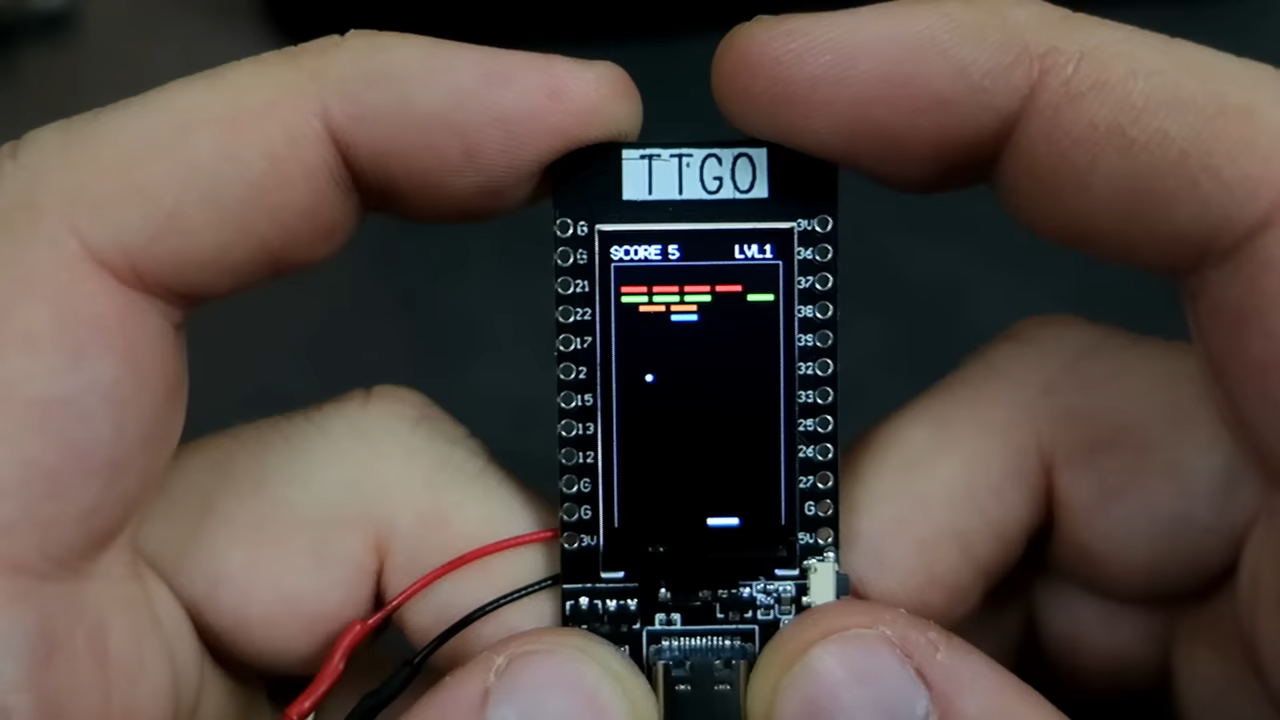 TTGO
SCORE 5 LVL1
G 3V
G 36
21 37
22 38
17 39
2 32
15 33
13 25
12 26
G 27
G G
3V 5V